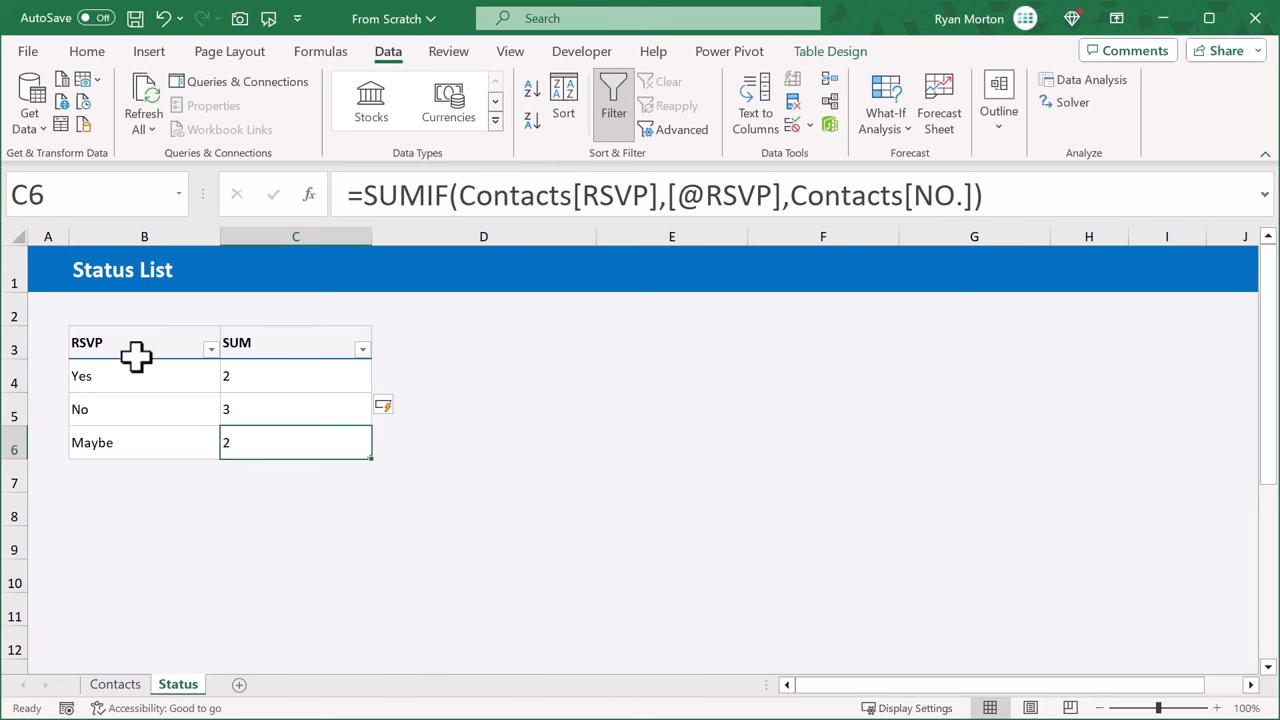 AutoSave Off From Scratch Search Ryan Morton
File Home Insert Page Layout Formulas Data Review View Developer Help Power Pivot Table Design Comments Share
Get Data
Refresh All
Queries & Connections
Properties
Workbook Links
Stocks Currencies
Sort Filter
Clear
Reapply
Advanced
Text to Columns
What-If Analysis
Forecast Sheet
Outline
Data Analysis
Solver
Get & Transform Data Queries & Connections Data Types Sort & Filter Data Tools Forecast Analyze
C6 fx =SUMIF(Contacts[RSVP],[@RSVP],Contacts[NO.])
A B C D E F G H I J
1 Status List
2
3 RSVP SUM
4 Yes 2
5 No 3
6 Maybe 2
7
8
9
10
11
12
Contacts Status
Ready Accessibility: Good to go Display Settings 100%